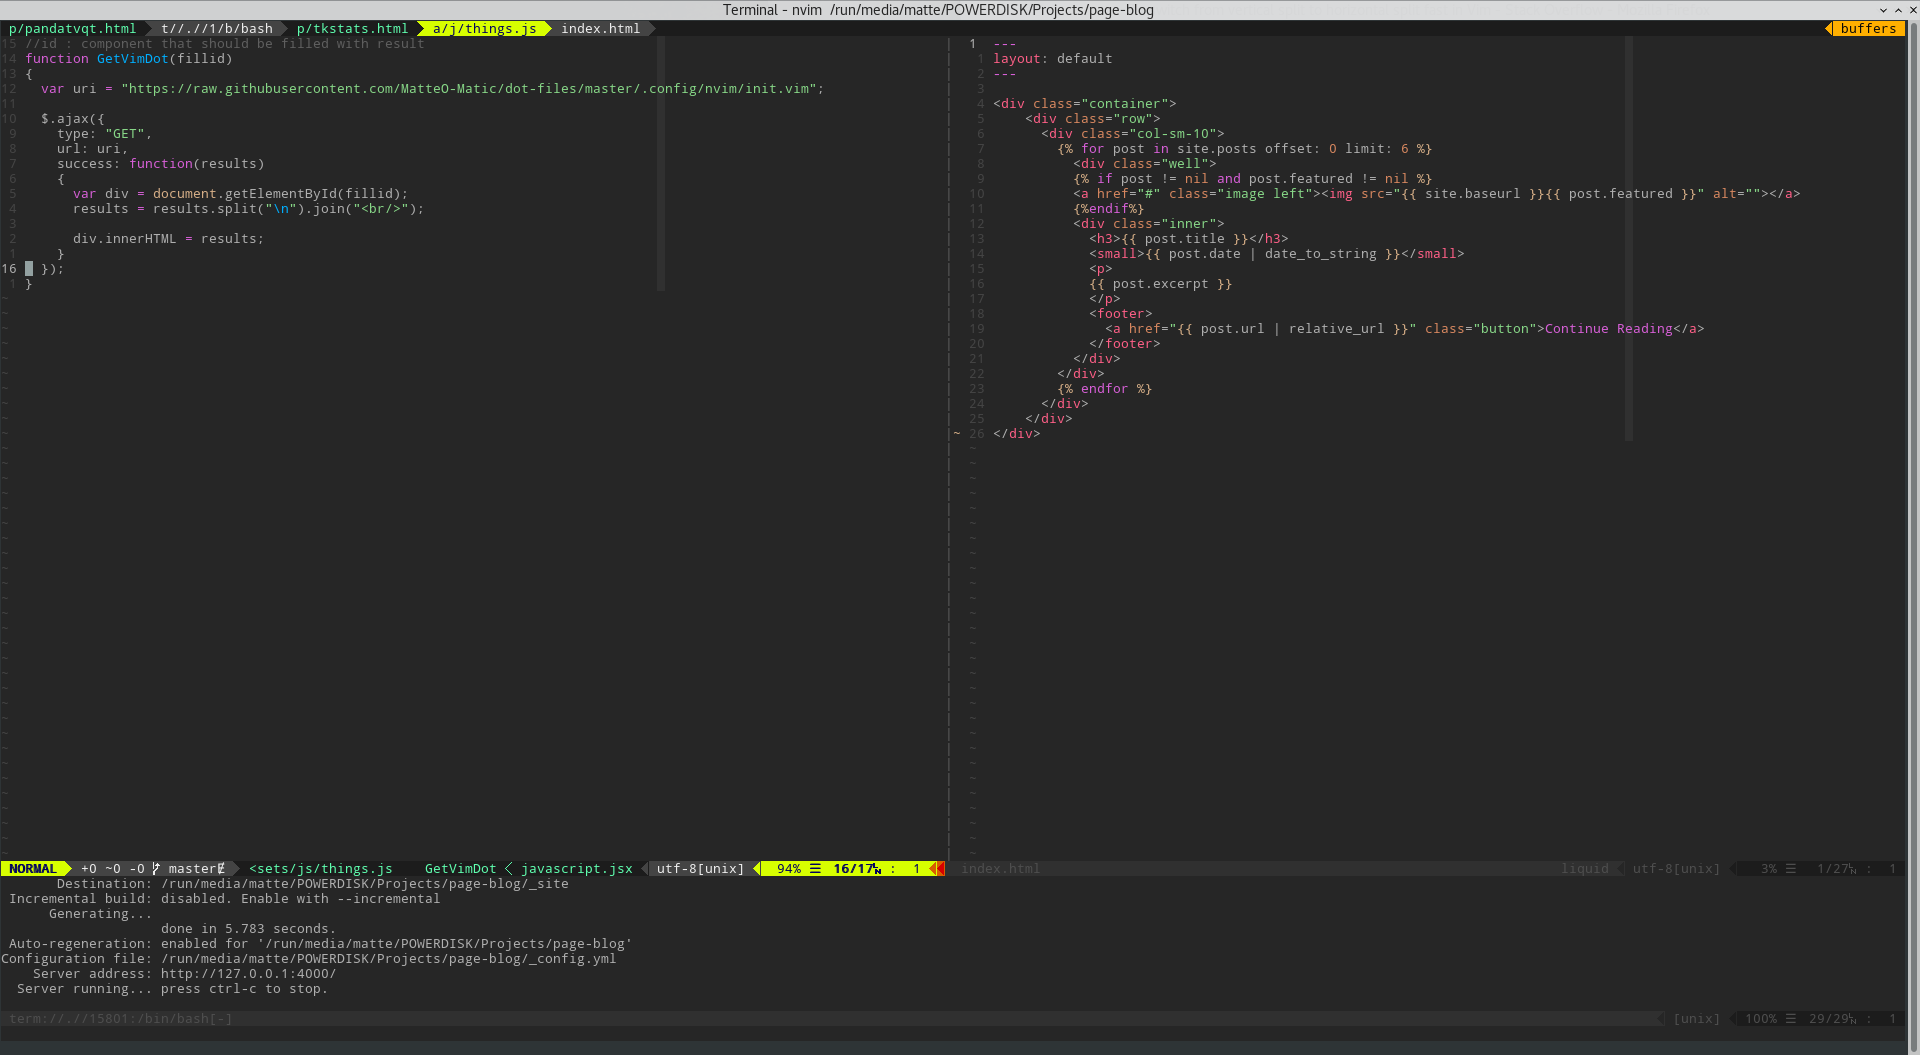 Terminal - nvim  /run/media/matte/POWERDISK/Projects/page-blog
p/pandatvqt.html  t//.//1/b/bash  p/tkstats.html  a/j/things.js  index.html  buffers
15 //id : component that should be filled with result
14 function GetVimDot(fillid)
13 {
12   var uri = "https://raw.githubusercontent.com/MatteO-Matic/dot-files/master/.config/nvim/init.vim";
11
10   $.ajax({
9     type: "GET",
8     url: uri,
7     success: function(results)
6     {
5       var div = document.getElementById(fillid);
4       results = results.split("\n").join("<br/>");
3
2       div.innerHTML = results;
1     }
16   });
1 }
1 ---
1 layout: default
2 ---
3
4 <div class="container">
5     <div class="row">
6       <div class="col-sm-10">
7         {% for post in site.posts offset: 0 limit: 6 %}
8           <div class="well">
9           {% if post != nil and post.featured != nil %}
10           <a href="#" class="image left"><img src="{{ site.baseurl }}{{ post.featured }}" alt=""></a>
11           {%endif%}
12           <div class="inner">
13             <h3>{{ post.title }}</h3>
14             <small>{{ post.date | date_to_string }}</small>
15             <p>
16             {{ post.excerpt }}
17             </p>
18             <footer>
19               <a href="{{ post.url | relative_url }}" class="button">Continue Reading</a>
20             </footer>
21           </div>
22         </div>
23         {% endfor %}
24       </div>
25     </div>
~ 26 </div>
NORMAL  +0 ~0 -0  master  <sets/js/things.js  GetVimDot  javascript.jsx  utf-8[unix]  94% ☰ 16/17 :  1
index.html  liquid  utf-8[unix]  3% ☰ 1/27 :  1
Destination: /run/media/matte/POWERDISK/Projects/page-blog/_site
Incremental build: disabled. Enable with --incremental
Generating...
done in 5.783 seconds.
Auto-regeneration: enabled for '/run/media/matte/POWERDISK/Projects/page-blog'
Configuration file: /run/media/matte/POWERDISK/Projects/page-blog/_config.yml
Server address: http://127.0.0.1:4000/
Server running... press ctrl-c to stop.
term://.//15801:/bin/bash[-]  [unix]  100% ☰ 29/29 :  1